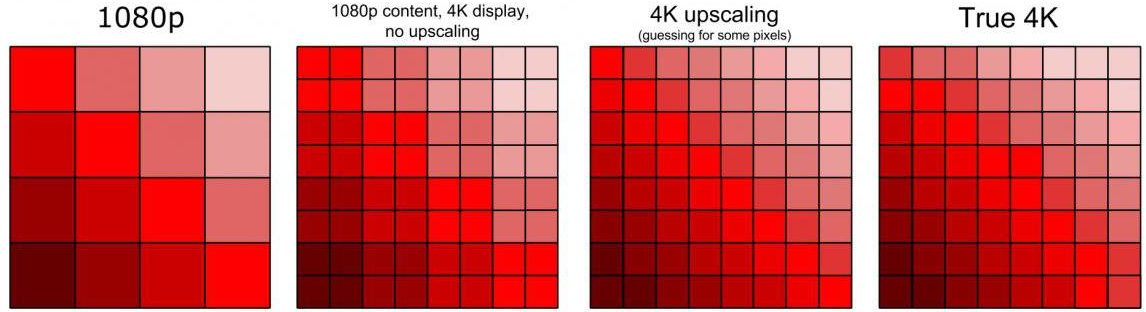 1080p
1080p content, 4K display,
no upscaling
4K upscaling
(guessing for some pixels)
True 4K